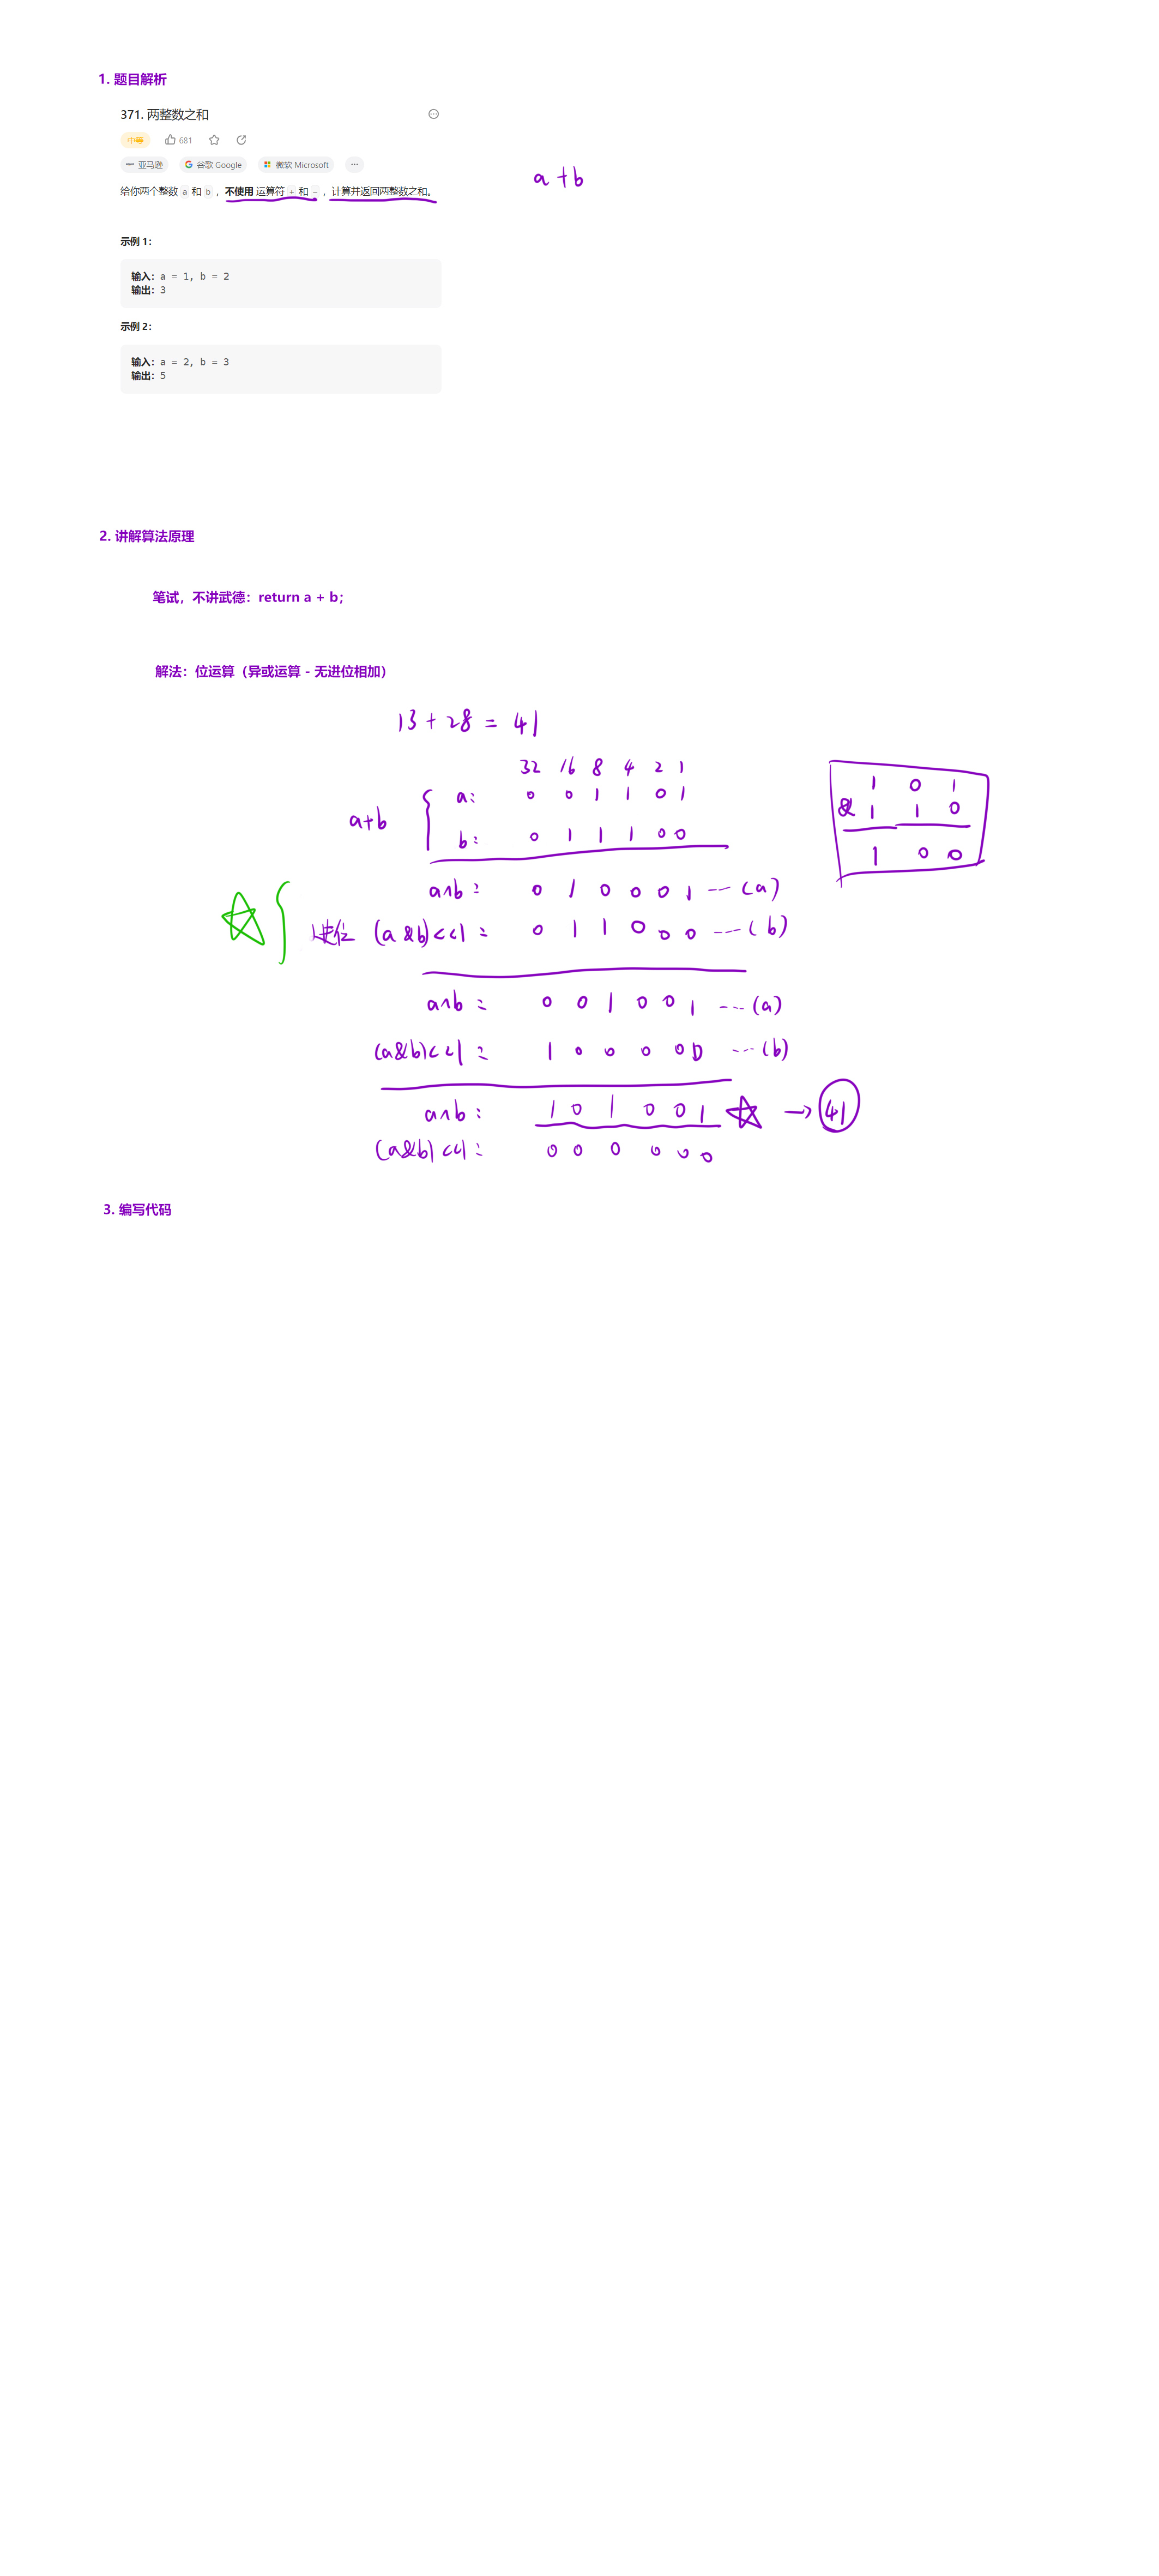 1. 题目解析
371. 两整数之和
中等 681
亚马逊 谷歌 Google 微软 Microsoft ···
给你两个整数 a 和 b ，不使用 运算符 + 和 - ，计算并返回两整数之和。
a + b
示例 1：
输入：a = 1, b = 2
输出：3
示例 2：
输入：a = 2, b = 3
输出：5
2. 讲解算法原理
笔试，不讲武德：return a + b；
解法：位运算（异或运算 - 无进位相加）
13 + 28 = 41
32 16 8 4 2 1
a+b
a: 0 0 1 1 0 1
b: 0 1 1 1 0 0
1 0 1
& 1 1 0
1 0 0
a^b = 0 1 0 0 0 1 ··· (a)
进位 (a&b)<<1 = 0 1 1 0 0 0 ··· (b)
a^b = 0 0 1 0 0 1 ··· (a)
(a&b)<<1 = 1 0 0 0 0 0 ··· (b)
a^b: 1 0 1 0 0 1 ☆ → 41
(a&b)<<1: 0 0 0 0 0 0
3. 编写代码